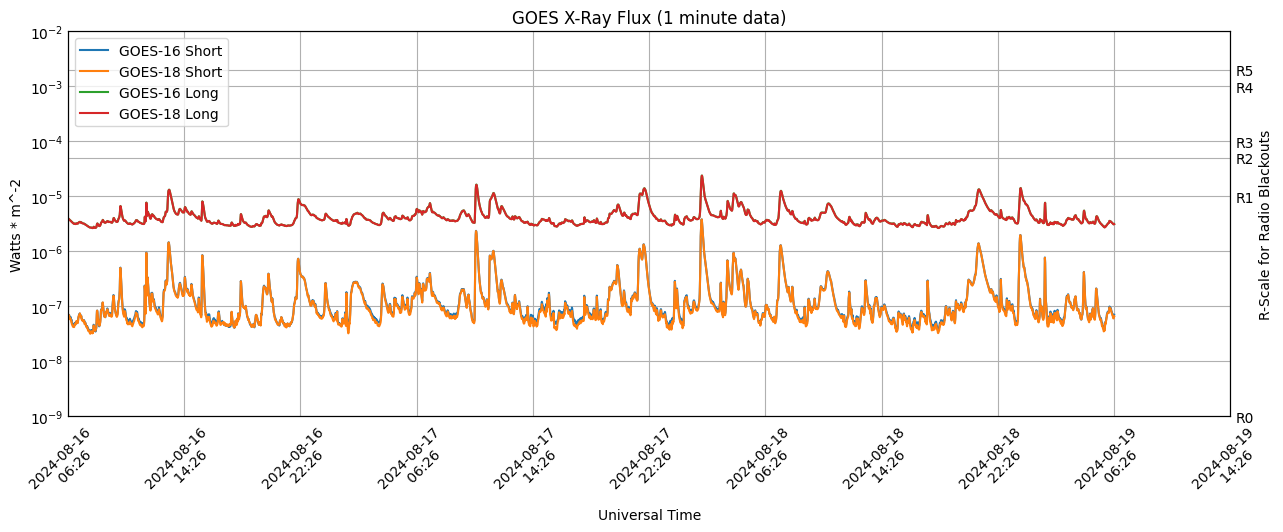 GOES X-Ray Flux (1 minute data)
GOES-16 Short
GOES-18 Short
GOES-16 Long
GOES-18 Long
10^-2
10^-3
10^-4
10^-5
10^-6
10^-7
10^-8
10^-9
Watts * m^-2
R5
R4
R3
R2
R1
R0
R-Scale for Radio Blackouts
2024-08-16
06:26
2024-08-16
14:26
2024-08-16
22:26
2024-08-17
06:26
2024-08-17
14:26
2024-08-17
22:26
2024-08-18
06:26
2024-08-18
14:26
2024-08-18
22:26
2024-08-19
06:26
2024-08-19
14:26
Universal Time